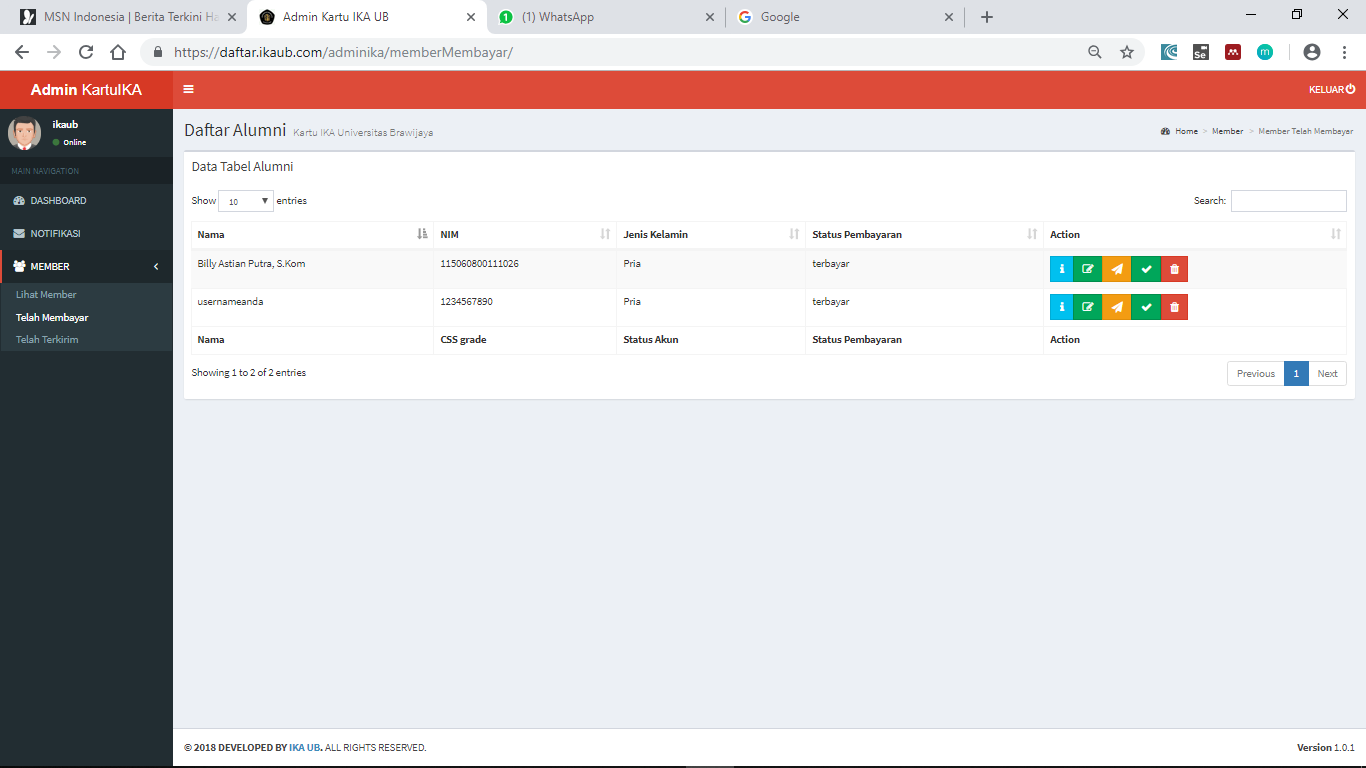 MSN Indonesia | Berita Terkini Ha
Admin Kartu IKA UB
(1) WhatsApp
Google
https://daftar.ikaub.com/adminika/memberMembayar/
Se
m
Admin KartuIKA
KELUAR
ikaub
Online
Daftar Alumni Kartu IKA Universitas Brawijaya
Home > Member > Member Telah Membayar
MAIN NAVIGATION
DASHBOARD
NOTIFIKASI
MEMBER
Lihat Member
Telah Membayar
Telah Terkirim
Data Tabel Alumni
Show 10 entries
Search:
Nama NIM Jenis Kelamin Status Pembayaran Action
Billy Astian Putra, S.Kom 115060800111026 Pria terbayar
usernameanda 1234567890 Pria terbayar
Nama CSS grade Status Akun Status Pembayaran Action
Showing 1 to 2 of 2 entries
Previous 1 Next
© 2018 DEVELOPED BY IKA UB. ALL RIGHTS RESERVED.
Version 1.0.1